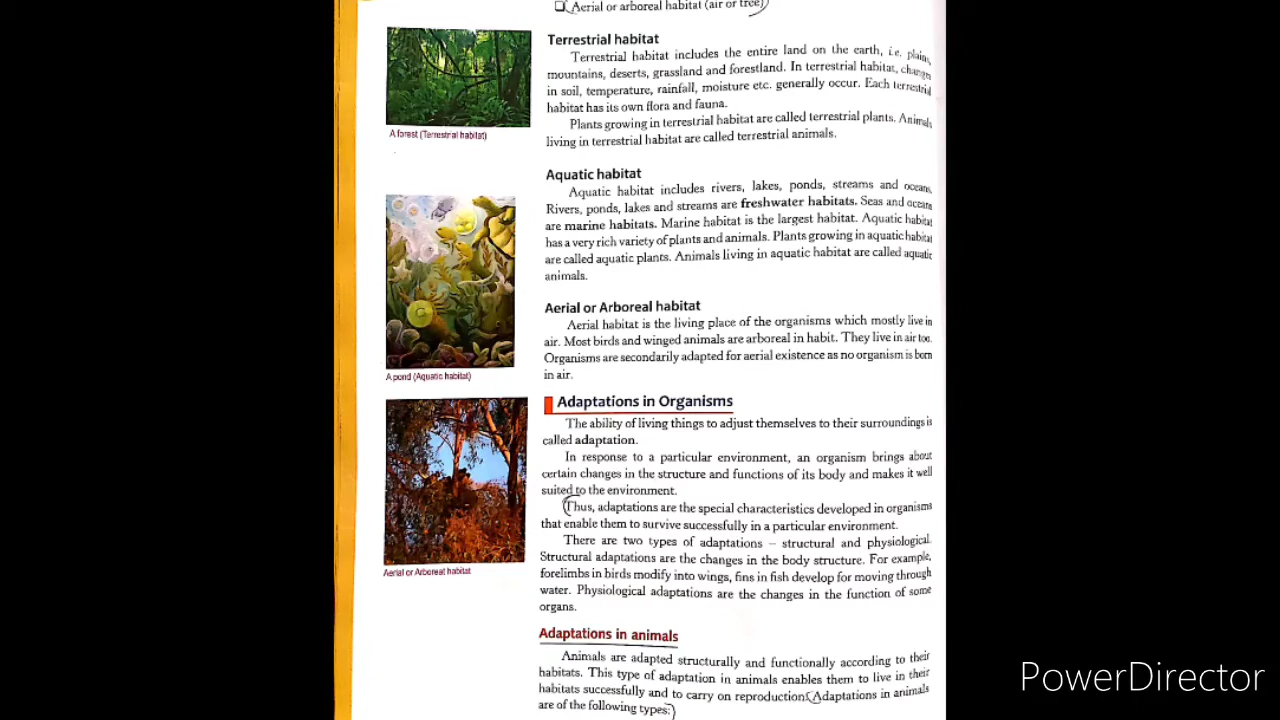 ❑ Aerial or arboreal habitat (air or tree)
Terrestrial habitat
Terrestrial habitat includes the entire land on the earth, i.e. plains,
mountains, deserts, grassland and forestland. In terrestrial habitat, changes
in soil, temperature, rainfall, moisture etc. generally occur. Each terrestrial
habitat has its own flora and fauna.
Plants growing in terrestrial habitat are called terrestrial plants. Animals
living in terrestrial habitat are called terrestrial animals.
A forest (Terrestrial habitat)
Aquatic habitat
Aquatic habitat includes rivers, lakes, ponds, streams and oceans.
Rivers, ponds, lakes and streams are freshwater habitats. Seas and oceans
are marine habitats. Marine habitat is the largest habitat. Aquatic habitat
has a very rich variety of plants and animals. Plants growing in aquatic habitat
are called aquatic plants. Animals living in aquatic habitat are called aquatic
animals.
A pond (Aquatic habitat)
Aerial or Arboreal habitat
Aerial habitat is the living place of the organisms which mostly live in
air. Most birds and winged animals are arboreal in habit. They live in air too.
Organisms are secondarily adapted for aerial existence as no organism is born
in air.
Adaptations in Organisms
The ability of living things to adjust themselves to their surroundings is
called adaptation.
In response to a particular environment, an organism brings about
certain changes in the structure and functions of its body and makes it well
suited to the environment.
Thus, adaptations are the special characteristics developed in organisms
that enable them to survive successfully in a particular environment.
There are two types of adaptations – structural and physiological.
Structural adaptations are the changes in the body structure. For example,
forelimbs in birds modify into wings, fins in fish develop for moving through
water. Physiological adaptations are the changes in the function of some
organs.
Aerial or Arboreat habitat
Adaptations in animals
Animals are adapted structurally and functionally according to their
habitats. This type of adaptation in animals enables them to live in their
habitats successfully and to carry on reproduction. Adaptations in animals
are of the following types:
PowerDirector